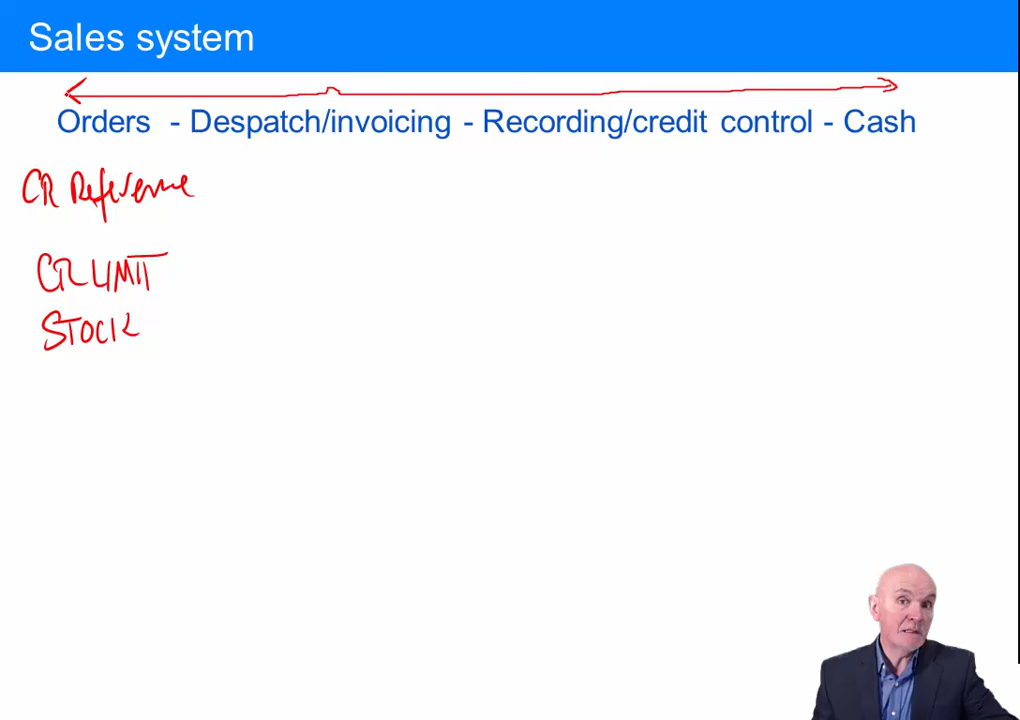 Sales system
Orders - Despatch/invoicing - Recording/credit control - Cash
CR Reference
CR LIMIT
STOCK